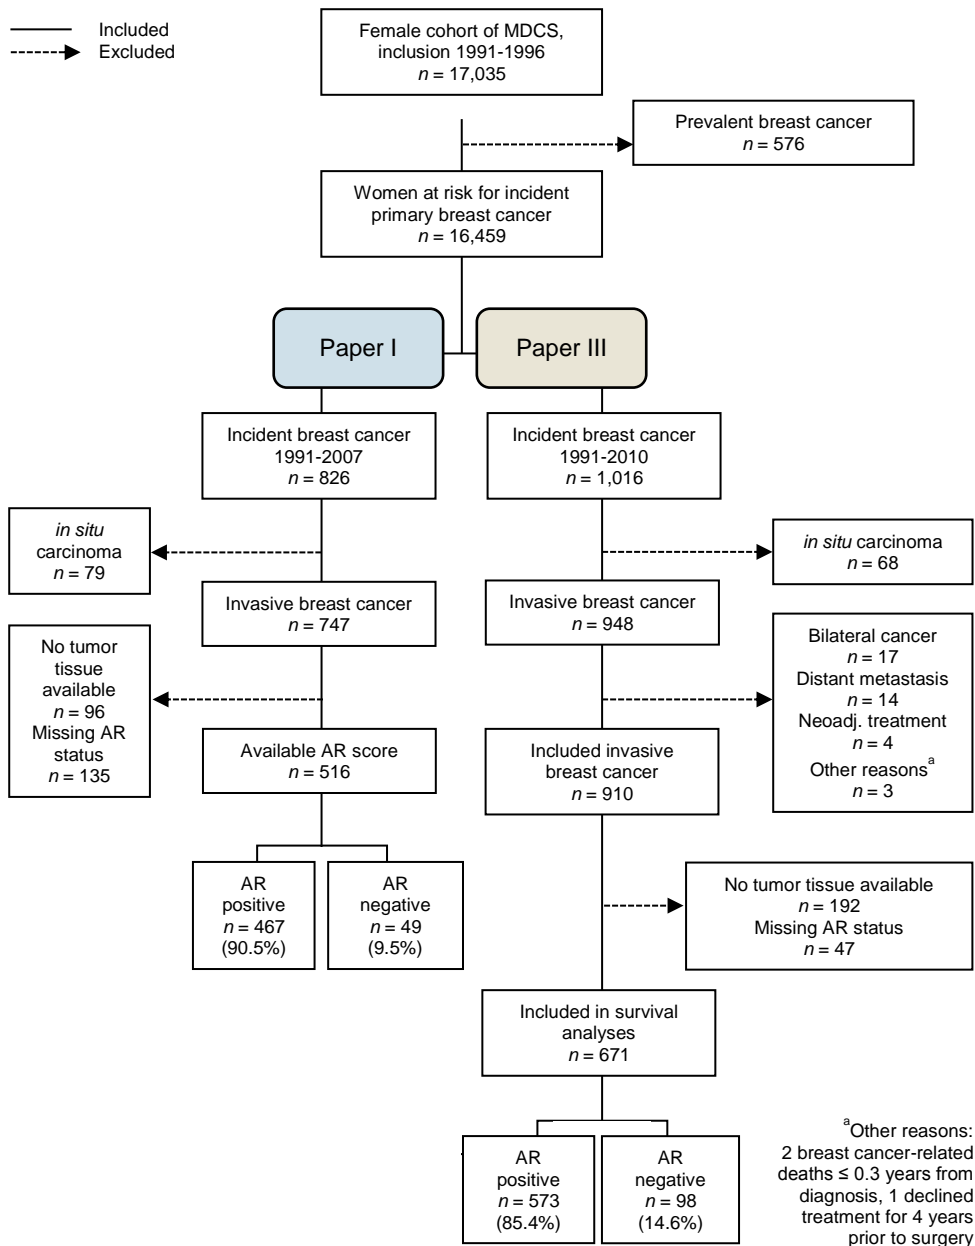 Included
Excluded
Female cohort of MDCS,
inclusion 1991-1996
n = 17,035
Prevalent breast cancer
n = 576
Women at risk for incident
primary breast cancer
n = 16,459
Paper I
Paper III
Incident breast cancer
1991-2007
n = 826
Incident breast cancer
1991-2010
n = 1,016
in situ
carcinoma
n = 79
in situ carcinoma
n = 68
Invasive breast cancer
n = 747
Invasive breast cancer
n = 948
No tumor
tissue
available
n = 96
Missing AR
status
n = 135
Bilateral cancer
n = 17
Distant metastasis
n = 14
Neoadj. treatment
n = 4
Other reasonsᵃ
n = 3
Available AR score
n = 516
Included invasive
breast cancer
n = 910
AR
positive
n = 467
(90.5%)
AR
negative
n = 49
(9.5%)
No tumor tissue available
n = 192
Missing AR status
n = 47
Included in survival
analyses
n = 671
AR
positive
n = 573
(85.4%)
AR
negative
n = 98
(14.6%)
ᵃOther reasons:
2 breast cancer-related
deaths ≤ 0.3 years from
diagnosis, 1 declined
treatment for 4 years
prior to surgery